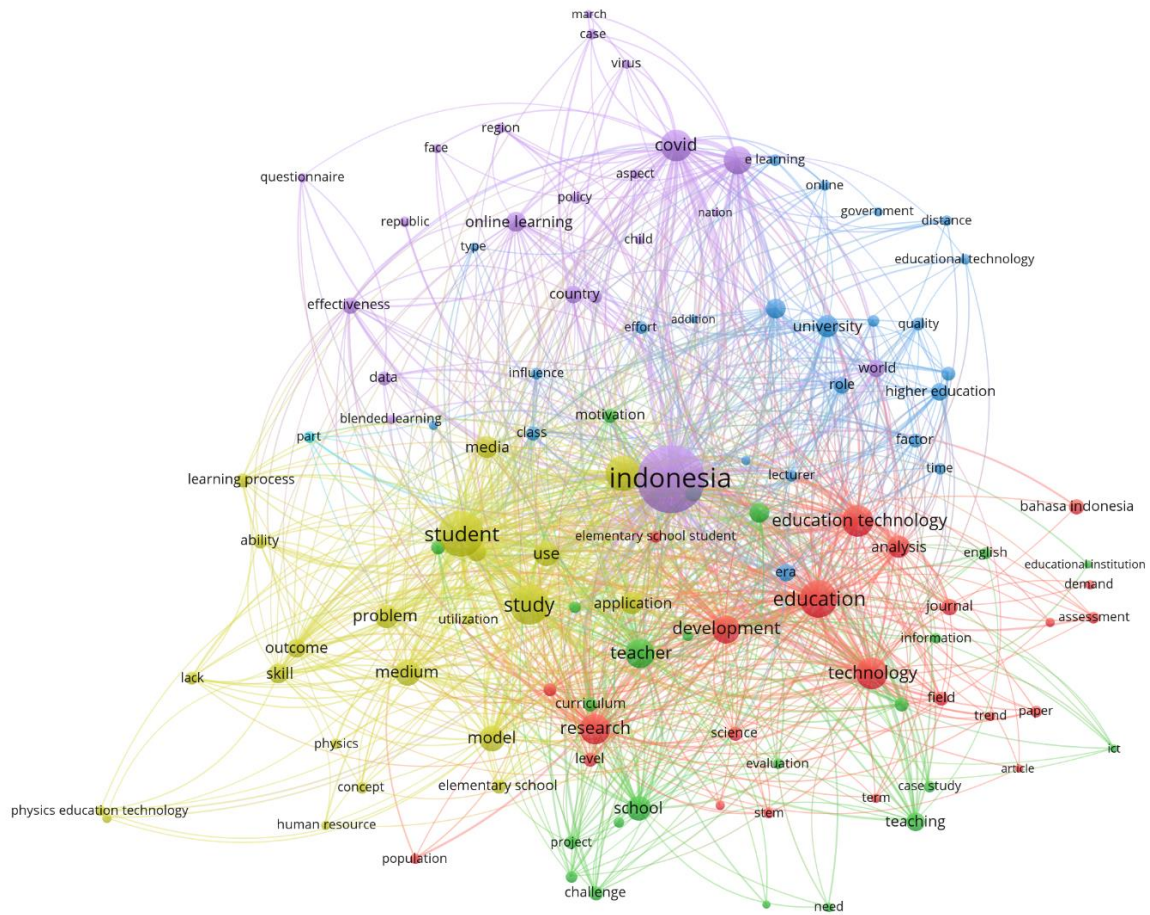 march
case
virus
region
covid
face
e learning
aspect
questionnaire
online
policy
nation
government
republic
online learning
distance
child
type
educational technology
country
effectiveness
addition
effort
university
quality
world
influence
data
role
higher education
motivation
blended learning
class
part
media
factor
time
lecturer
learning process
indonesia
bahasa indonesia
education technology
student
elementary school student
ability
analysis
use
english
educational institution
era
demand
education
study
application
journal
problem
utilization
assessment
development
information
outcome
teacher
skill
medium
technology
lack
field
curriculum
paper
trend
research
science
model
physics
ict
level
evaluation
article
concept
elementary school
case study
term
physics education technology
school
stem
human resource
teaching
project
population
challenge
need